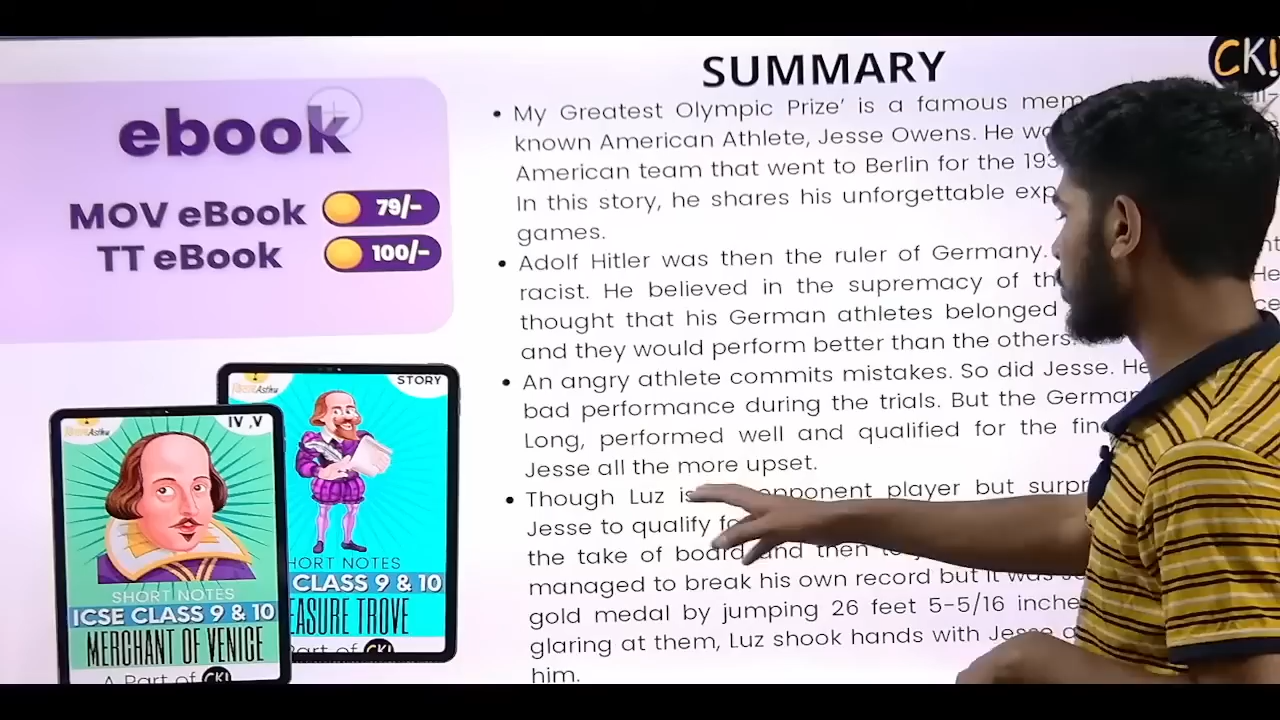 ebook
MOV eBook 79/-
TT eBook 100/-
STORY
IV ,V
SHORT NOTES
ICSE CLASS 9 & 10
MERCHANT OF VENICE
A Part of CK!
HORT NOTES
CLASS 9 & 10
EASURE TROVE
Part of CK!
CK!
SUMMARY
• My Greatest Olympic Prize' is a famous
known American Athlete, Jesse Owens. He
American team that went to Berlin for the
In this story, he shares his unforgettable
games.
• Adolf Hitler was then the ruler of Germany.
racist. He believed in the supremacy of He
thought that his German athletes belonged
and they would perform better than the others.
• An angry athlete commits mistakes. So did Jesse. He
bad performance during the trials. But the German
Long, performed well and qualified for the
Jesse all the more upset.
• Though Luz is opponent player but
Jesse to qualify
the take of board and then
managed to break his own record but it was
gold medal by jumping 26 feet 5-5/16
glaring at them, Luz shook hands with Jesse
him.